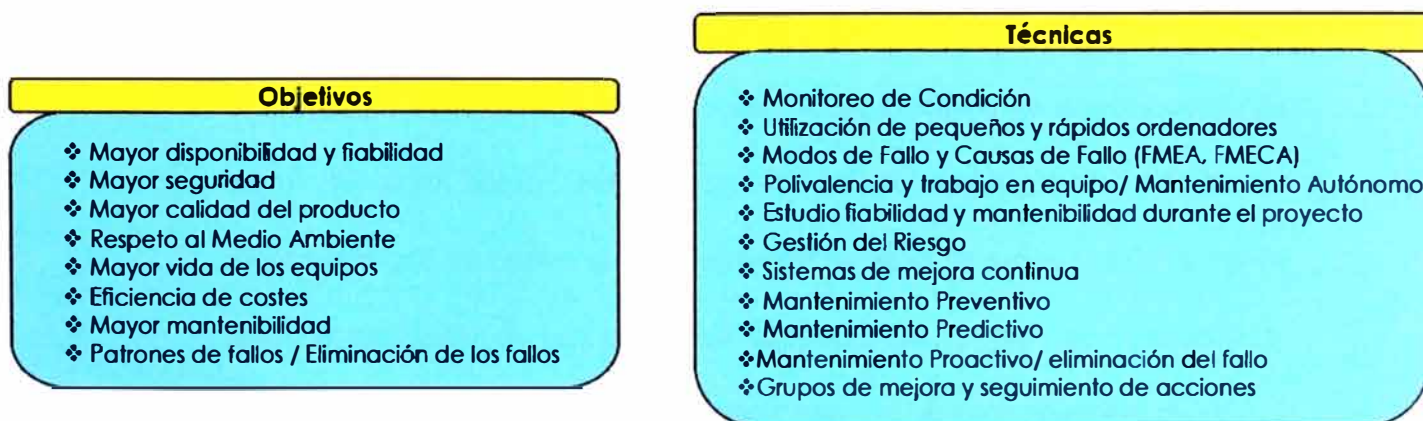 Objetivos
❖ Mayor disponibilidad y fiabilidad
❖ Mayor seguridad
❖ Mayor calidad del producto
❖ Respeto al Medio Ambiente
❖ Mayor vida de los equipos
❖ Eficiencia de costes
❖ Mayor mantenibilidad
❖ Patrones de fallos / Eliminación de los fallos
Técnicas
❖ Monitoreo de Condición
❖ Utilización de pequeños y rápidos ordenadores
❖ Modos de Fallo y Causas de Fallo (FMEA, FMECA)
❖ Polivalencia y trabajo en equipo/ Mantenimiento Autónomo
❖ Estudio fiabilidad y mantenibilidad durante el proyecto
❖ Gestión del Riesgo
❖ Sistemas de mejora continua
❖ Mantenimiento Preventivo
❖ Mantenimiento Predictivo
❖Mantenimiento Proactivo/ eliminación del fallo
❖Grupos de mejora y seguimiento de acciones